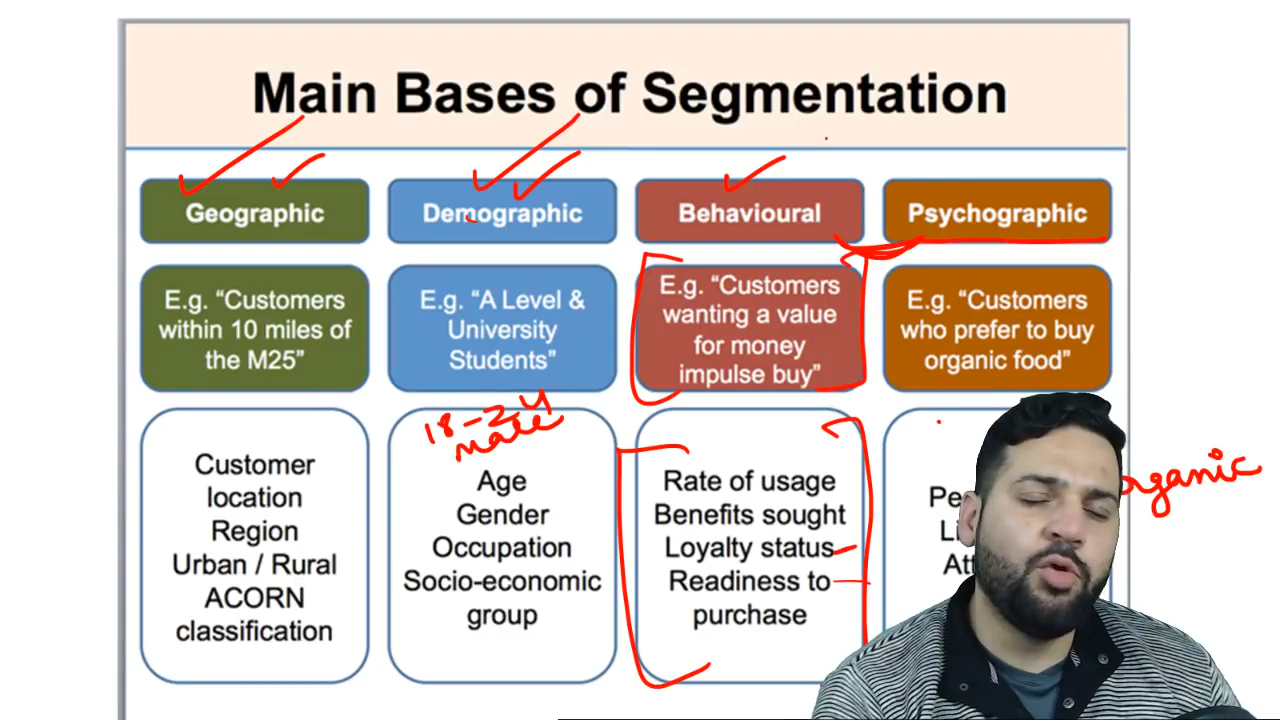 Main Bases of Segmentation
Geographic
Demographic
Behavioural
Psychographic
E.g. “Customers
within 10 miles of
the M25”
E.g. “A Level &
University
Students”
E.g. “Customers
wanting a value
for money
impulse buy”
E.g. “Customers
who prefer to buy
organic food”
Customer
location
Region
Urban / Rural
ACORN
classification
18-24
male
Age
Gender
Occupation
Socio-economic
group
Rate of usage
Benefits sought
Loyalty status
Readiness to
purchase
organic